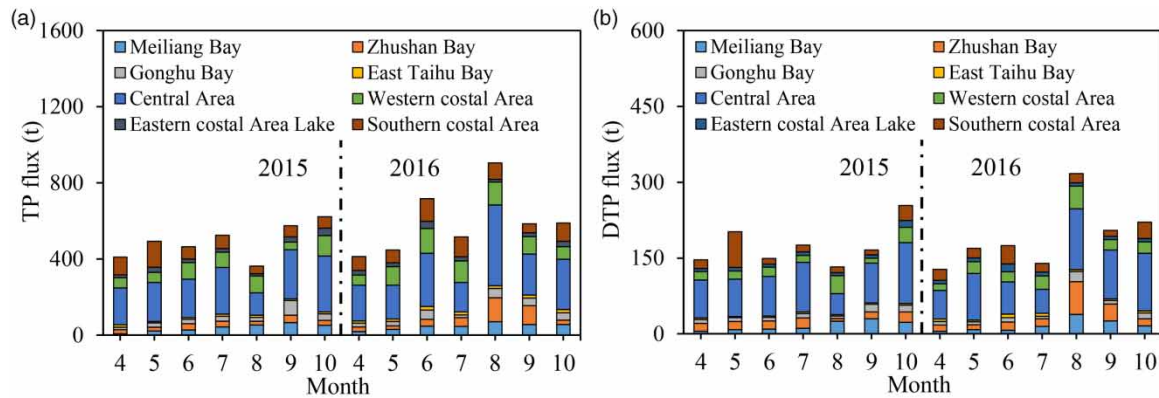 (a)
1600
1200
800
400
0
TP flux (t)
Meiliang Bay
Zhushan Bay
Gonghu Bay
East Taihu Bay
Central Area
Western costal Area
Eastern costal Area Lake
Southern costal Area
2015
2016
4 5 6 7 8 9 10 4 5 6 7 8 9 10
Month
(b)
600
450
300
150
0
DTP flux (t)
Meiliang Bay
Zhushan Bay
Gonghu Bay
East Taihu Bay
Central Area
Western costal Area
Eastern costal Area Lake
Southern costal Area
2015
2016
4 5 6 7 8 9 10 4 5 6 7 8 9 10
Month